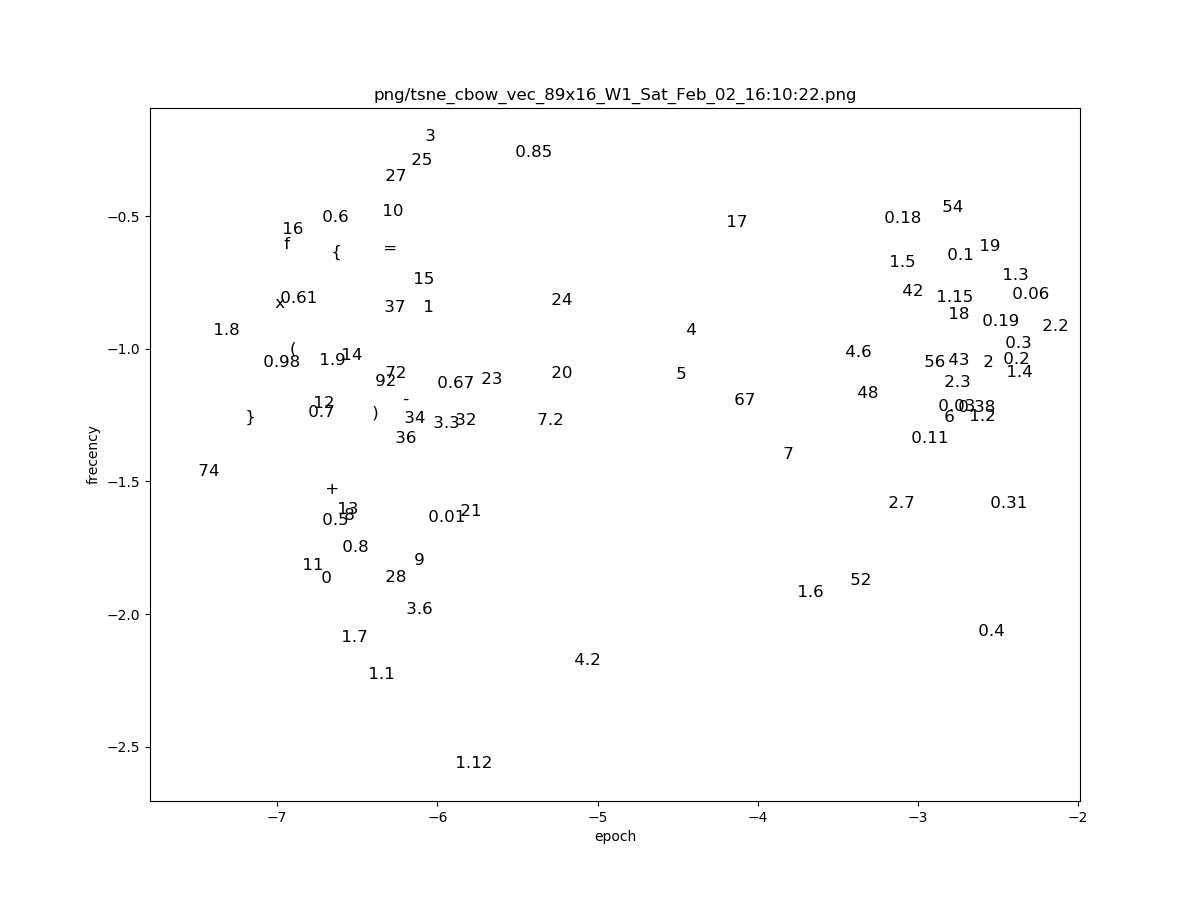 png/tsne_cbow_vec_89x16_W1_Sat_Feb_02_16:10:22.png
3
0.85
25
27
54
10
0.6 0.18
17
16
f = 19
{ 0.1
1.5
15 1.3
42 0.06
0.61 24 1.15
x
37 1 18
0.19
1.8 4 2.2
0.3
( 14 4.6
1.9 43 0.2
0.98 56 2
72 20 5 1.4
92 0.67 23 2.3
48
- 67
12 0.03 0.38
0.7 ) 6 1.2
} 34 3.3 32 7.2
36 0.11
7
74
+
2.7 0.31
13 21
8 0.01
0.5
0.8
9
11
0 28 52
1.6
3.6
0.4
1.7
4.2
1.1
1.12
−0.5
−1.0
−1.5
−2.0
−2.5
frecency
−7 −6 −5 −4 −3 −2
epoch